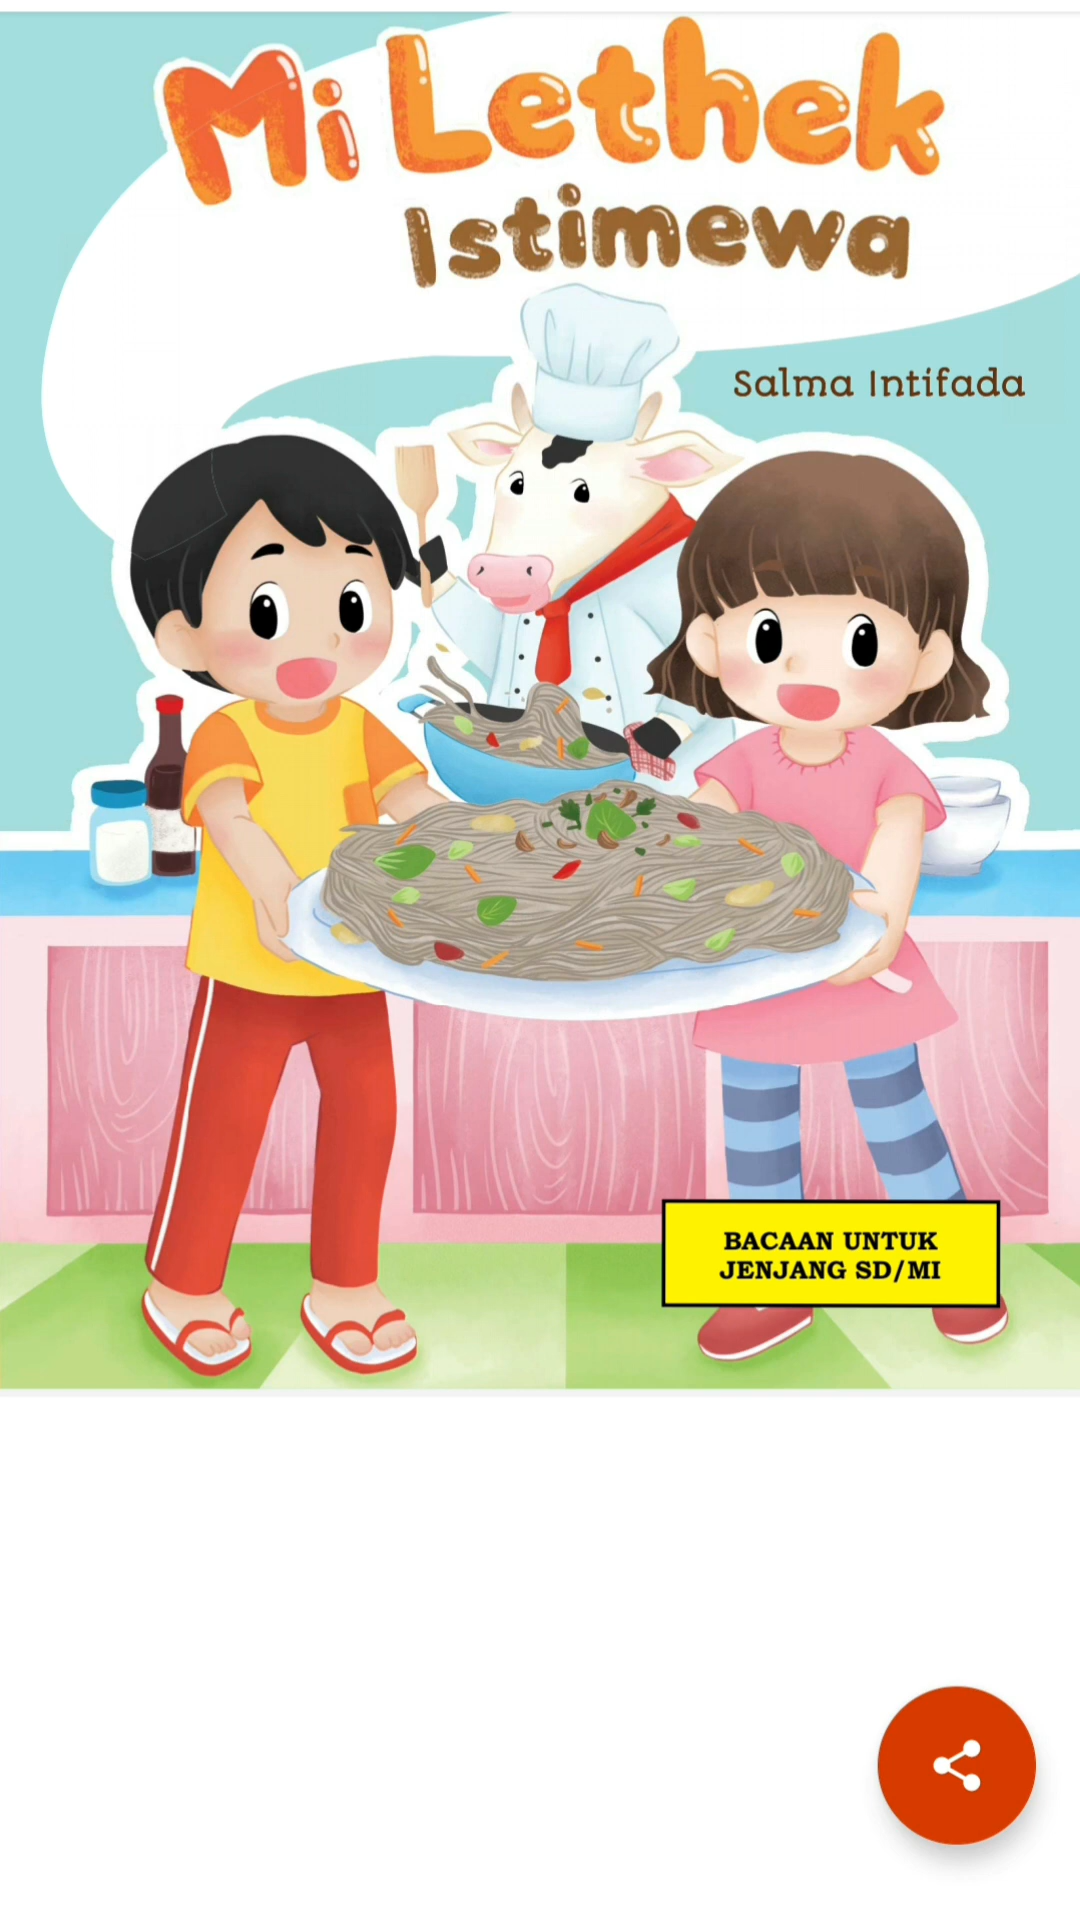 Mi Lethek
Istimewa
Salma Intifada
BACAAN UNTUK
JENJANG SD/MI